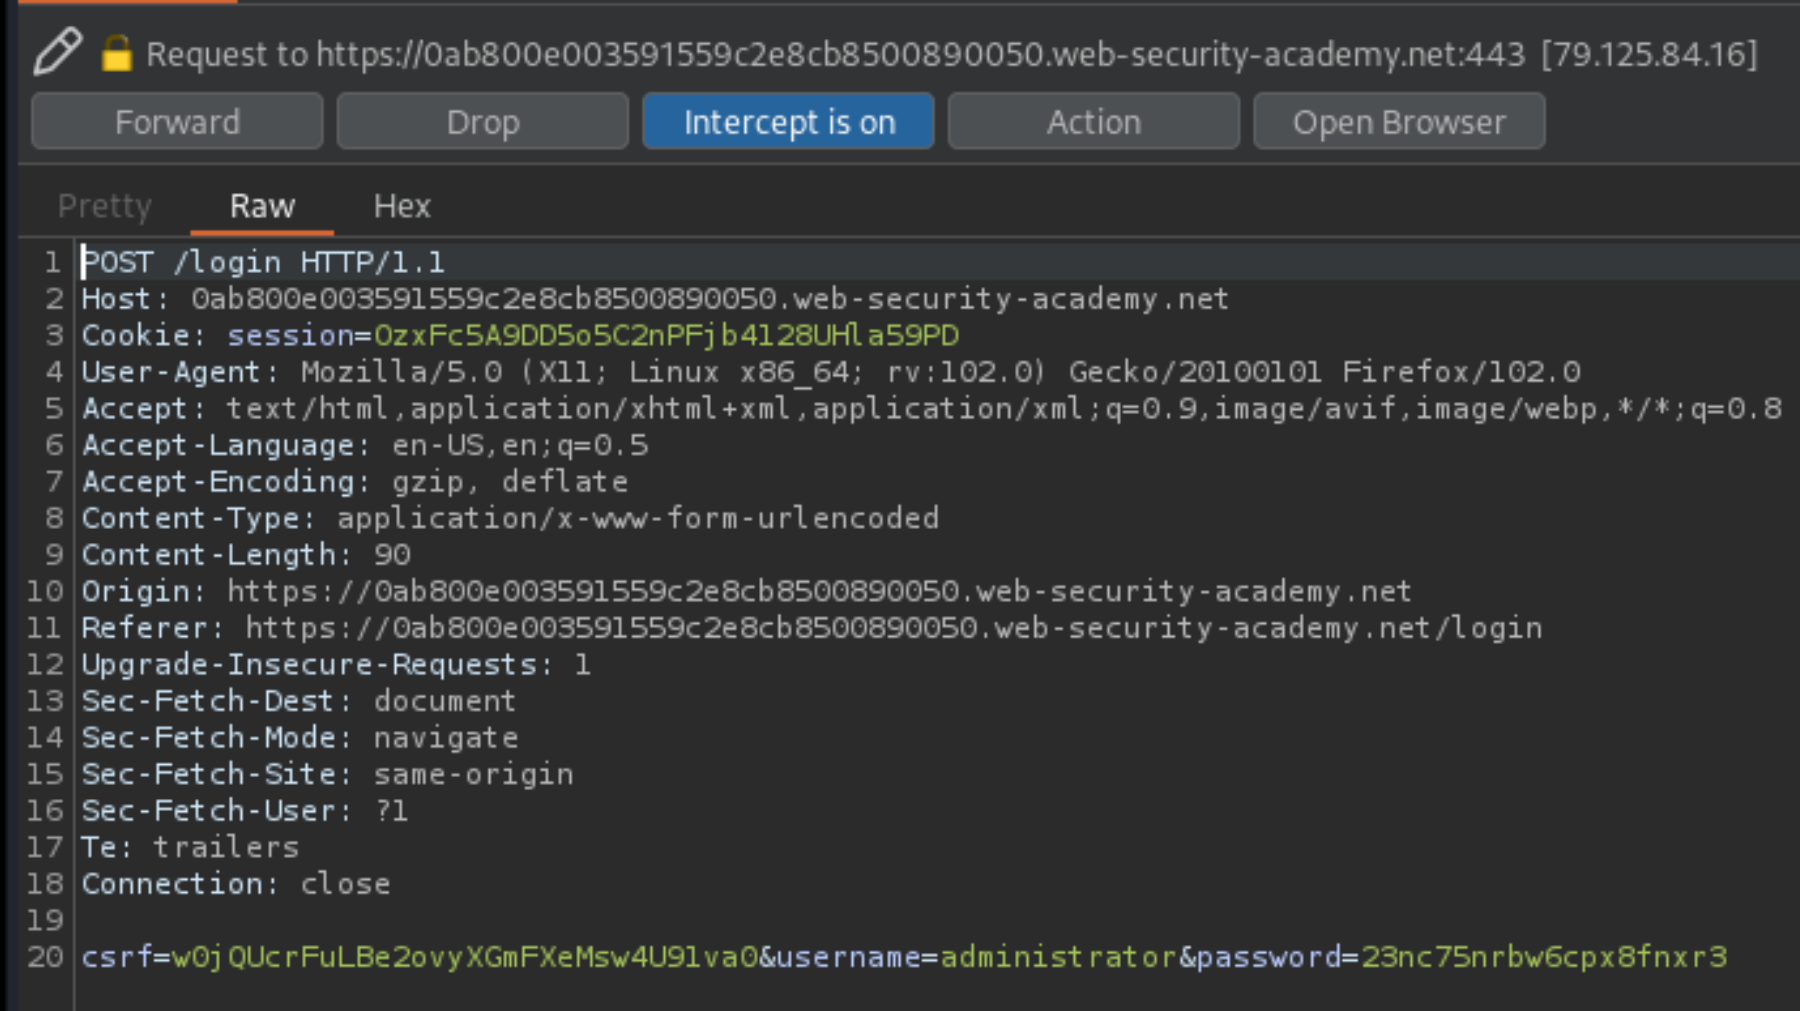 Request to https://0ab800e003591559c2e8cb8500890050.web-security-academy.net:443 [79.125.84.16]
Forward Drop Intercept is on Action Open Browser
Pretty Raw Hex
1 POST /login HTTP/1.1
2 Host: 0ab800e003591559c2e8cb8500890050.web-security-academy.net
3 Cookie: session=OzxFc5A9DD5o5C2nPFjb4128UHla59PD
4 User-Agent: Mozilla/5.0 (X11; Linux x86_64; rv:102.0) Gecko/20100101 Firefox/102.0
5 Accept: text/html,application/xhtml+xml,application/xml;q=0.9,image/avif,image/webp,*/*;q=0.8
6 Accept-Language: en-US,en;q=0.5
7 Accept-Encoding: gzip, deflate
8 Content-Type: application/x-www-form-urlencoded
9 Content-Length: 90
10 Origin: https://0ab800e003591559c2e8cb8500890050.web-security-academy.net
11 Referer: https://0ab800e003591559c2e8cb8500890050.web-security-academy.net/login
12 Upgrade-Insecure-Requests: 1
13 Sec-Fetch-Dest: document
14 Sec-Fetch-Mode: navigate
15 Sec-Fetch-Site: same-origin
16 Sec-Fetch-User: ?1
17 Te: trailers
18 Connection: close
19
20 csrf=w0jQUcrFuLBe2ovyXGmFXeMsw4U9lva0&username=administrator&password=23nc75nrbw6cpx8fnxr3